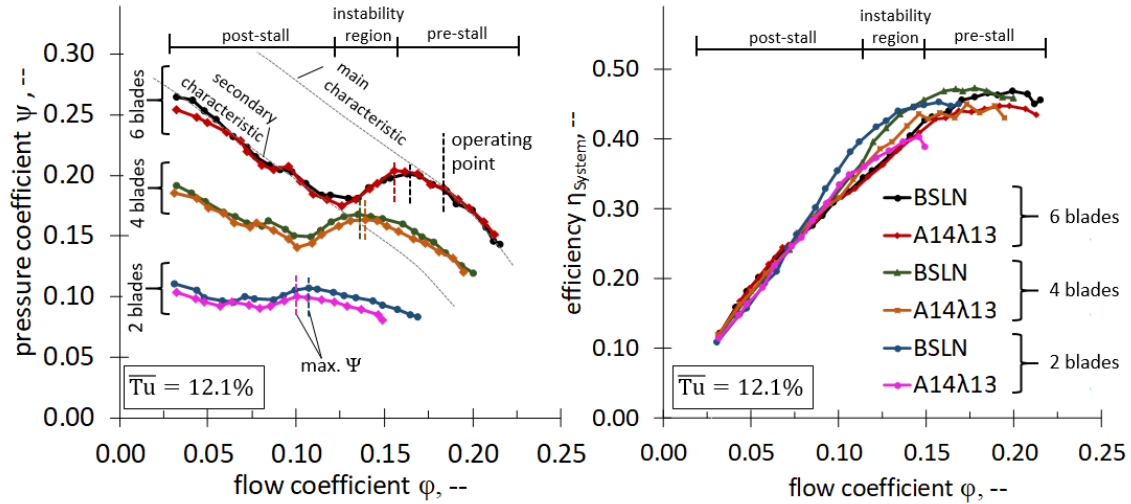 instability
post-stall
region
pre-stall
0.30
0.25
0.20
0.15
0.10
0.05
0.00
pressure coefficient ψ, --
6 blades
4 blades
2 blades
secondary
characteristic
main
characteristic
operating
point
max. Ψ
Tu = 12.1%
0.00 0.05 0.10 0.15 0.20 0.25
flow coefficient φ, --
instability
post-stall
region
pre-stall
0.50
0.40
0.30
0.20
0.10
0.00
efficiency ηSystem, --
BSLN
A14λ13
6 blades
BSLN
A14λ13
4 blades
BSLN
A14λ13
2 blades
Tu = 12.1%
0.00 0.05 0.10 0.15 0.20 0.25
flow coefficient φ, --